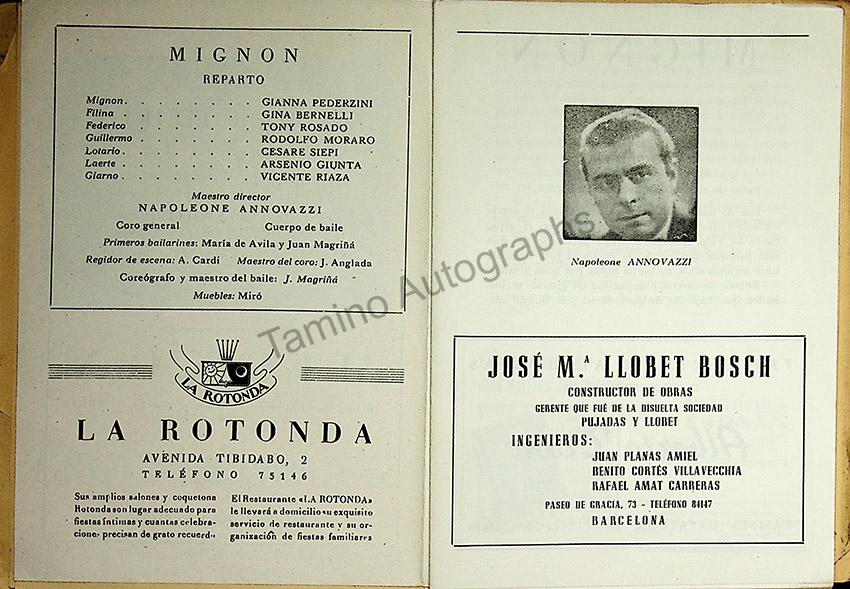 MIGNON
REPARTO
Mignon. . . . . . . . . GIANNA PEDERZINI
Filina . . . . . . . . . GINA BERNELLI
Federico . . . . . . . . TONY ROSADO
Guillermo . . . . . . . . RODOLFO MORARO
Lotario. . . . . . . . . CESARE SIEPI
Laerte . . . . . . . . . ARSENIO GIUNTA
Giarno. . . . . . . . . VICENTE RIAZA
Maestro director
NAPOLEONE ANNOVAZZI
Coro general Cuerpo de baile
Primeros bailarines: María de Avila y Juan Magriñá
Regidor de escena: A. Cardi Maestro del coro: J. Anglada
Coreógrafo y maestro del baile: J. Magriñá
Muebles: Miró
LA ROTONDA
LA ROTONDA
AVENIDA TIBIDABO, 2
TELÉFONO 75146
Sus amplios salones y coquetona
Rotonda son lugar adecuado para
fiestas íntimas y cuantas celebra-
ciones precisan de grato recuerdo
El Restaurante «LA ROTONDA»
le llevará a domicilio su exquisito
servicio de restaurante y su or-
ganización de fiestas familiares
Napoleone ANNOVAZZI
JOSÉ M.ª LLOBET BOSCH
CONSTRUCTOR DE OBRAS
GERENTE QUE FUÉ DE LA DISUELTA SOCIEDAD
PUJADAS Y LLOBET
INGENIEROS:
JUAN PLANAS AMIEL
BENITO CORTÉS VILLAVECCHIA
RAFAEL AMAT CARRERAS
PASEO DE GRACIA, 73 - TELÉFONO 84147
BARCELONA
Tamino Autographs